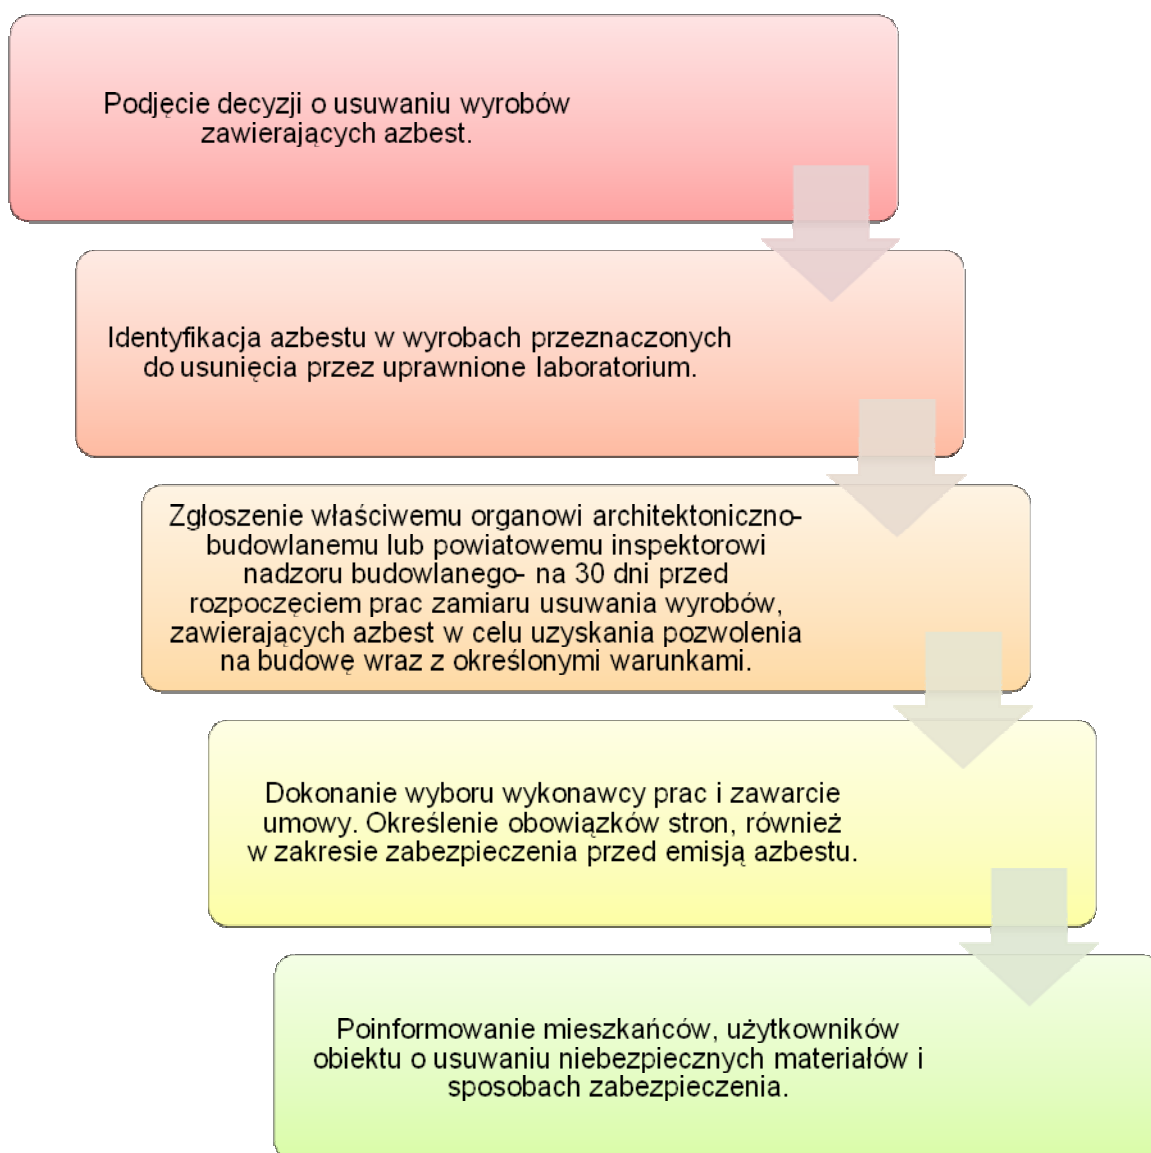 Podjęcie decyzji o usuwaniu wyrobów
zawierających azbest.
Identyfikacja azbestu w wyrobach przeznaczonych
do usunięcia przez uprawnione laboratorium.
Zgłoszenie właściwemu organowi architektoniczno-
budowlanemu lub powiatowemu inspektorowi
nadzoru budowlanego- na 30 dni przed
rozpoczęciem prac zamiaru usuwania wyrobów,
zawierających azbest w celu uzyskania pozwolenia
na budowę wraz z określonymi warunkami.
Dokonanie wyboru wykonawcy prac i zawarcie
umowy. Określenie obowiązków stron, również
w zakresie zabezpieczenia przed emisją azbestu.
Poinformowanie mieszkańców, użytkowników
obiektu o usuwaniu niebezpiecznych materiałów i
sposobach zabezpieczenia.